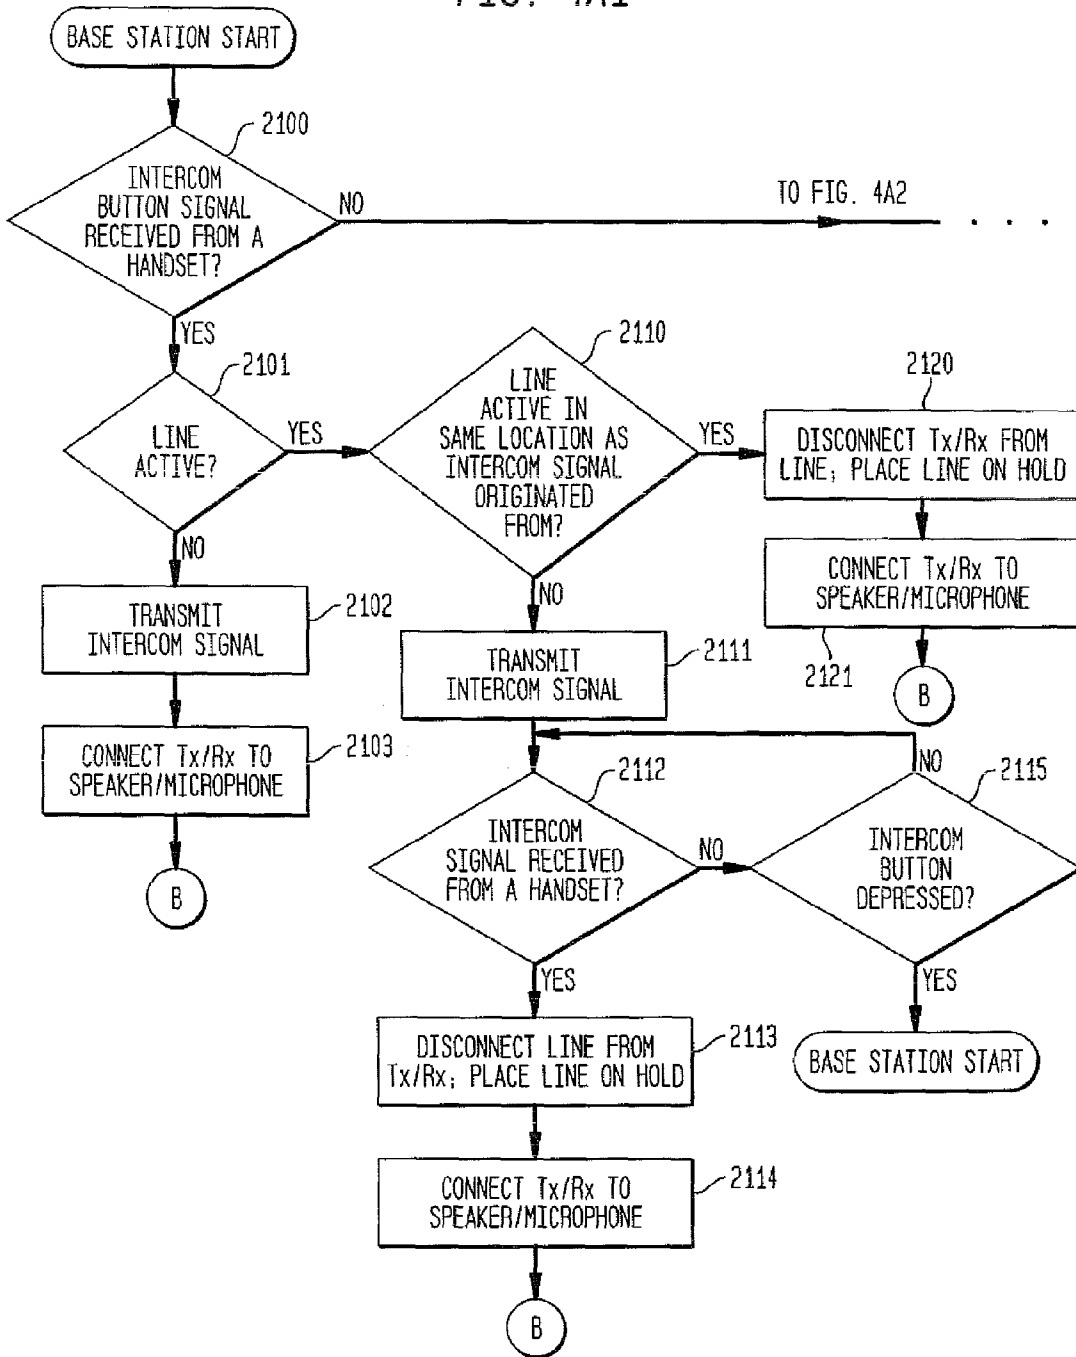 FIG. 4A1
BASE STATION START
2100
INTERCOM
BUTTON SIGNAL
RECEIVED FROM A
HANDSET?
NO
TO FIG. 4A2
. . .
YES
2101
LINE
ACTIVE?
YES
NO
2110
LINE
ACTIVE IN
SAME LOCATION AS
INTERCOM SIGNAL
ORIGINATED
FROM?
YES
NO
2120
DISCONNECT Tx/Rx FROM
LINE; PLACE LINE ON HOLD
CONNECT Tx/Rx TO
SPEAKER/MICROPHONE
2121
B
TRANSMIT
INTERCOM SIGNAL
2102
CONNECT Tx/Rx TO
SPEAKER/MICROPHONE
2103
B
TRANSMIT
INTERCOM SIGNAL
2111
2112
INTERCOM
SIGNAL RECEIVED
FROM A HANDSET?
NO
YES
NO
2115
INTERCOM
BUTTON
DEPRESSED?
YES
BASE STATION START
DISCONNECT LINE FROM
Tx/Rx; PLACE LINE ON HOLD
2113
CONNECT Tx/Rx TO
SPEAKER/MICROPHONE
2114
B